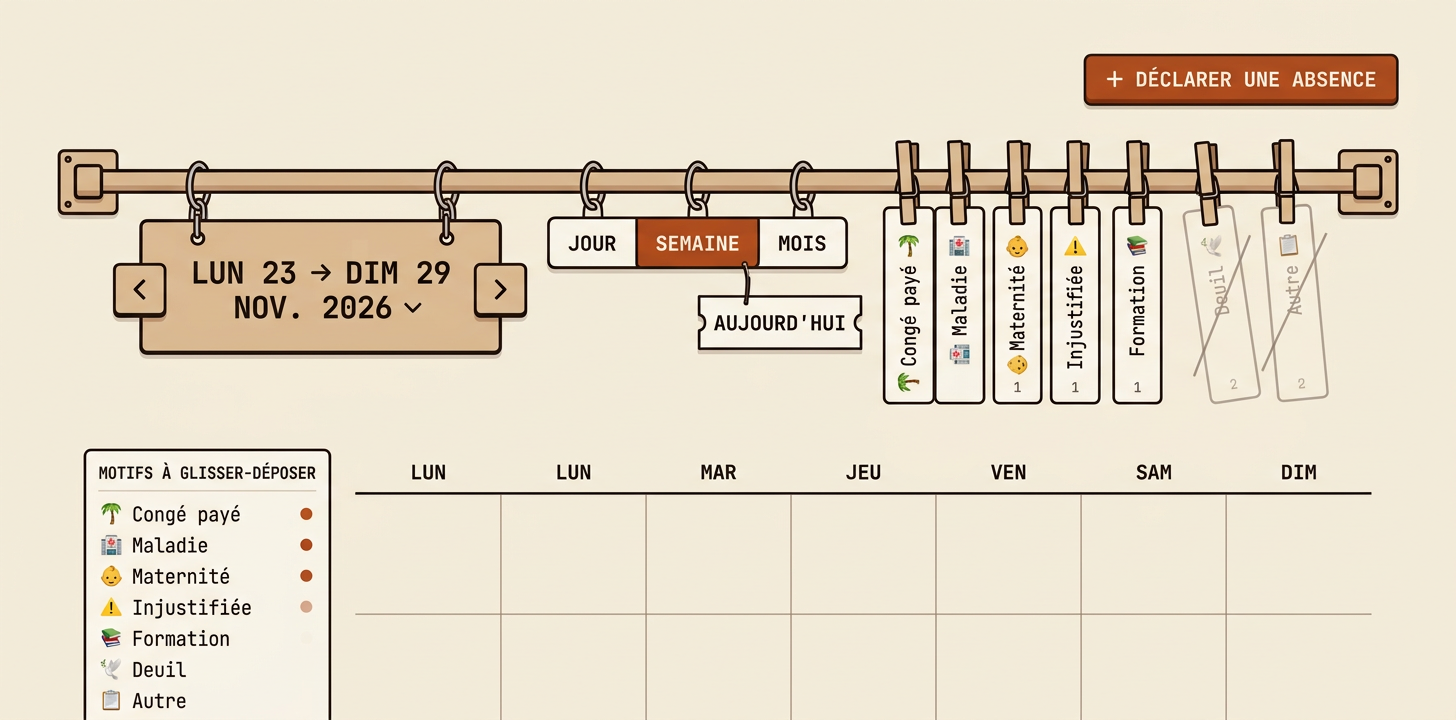 + DÉCLARER UNE ABSENCE
LUN 23 → DIM 29
NOV. 2026
JOUR
SEMAINE
MOIS
AUJOURD'HUI
Congé payé
Maladie
Maternité
1
Injustifiée
1
Formation
1
Deuil
2
Autre
2
MOTIFS À GLISSER-DÉPOSER
Congé payé
Maladie
Maternité
Injustifiée
Formation
Deuil
Autre
LUN
LUN
MAR
JEU
VEN
SAM
DIM